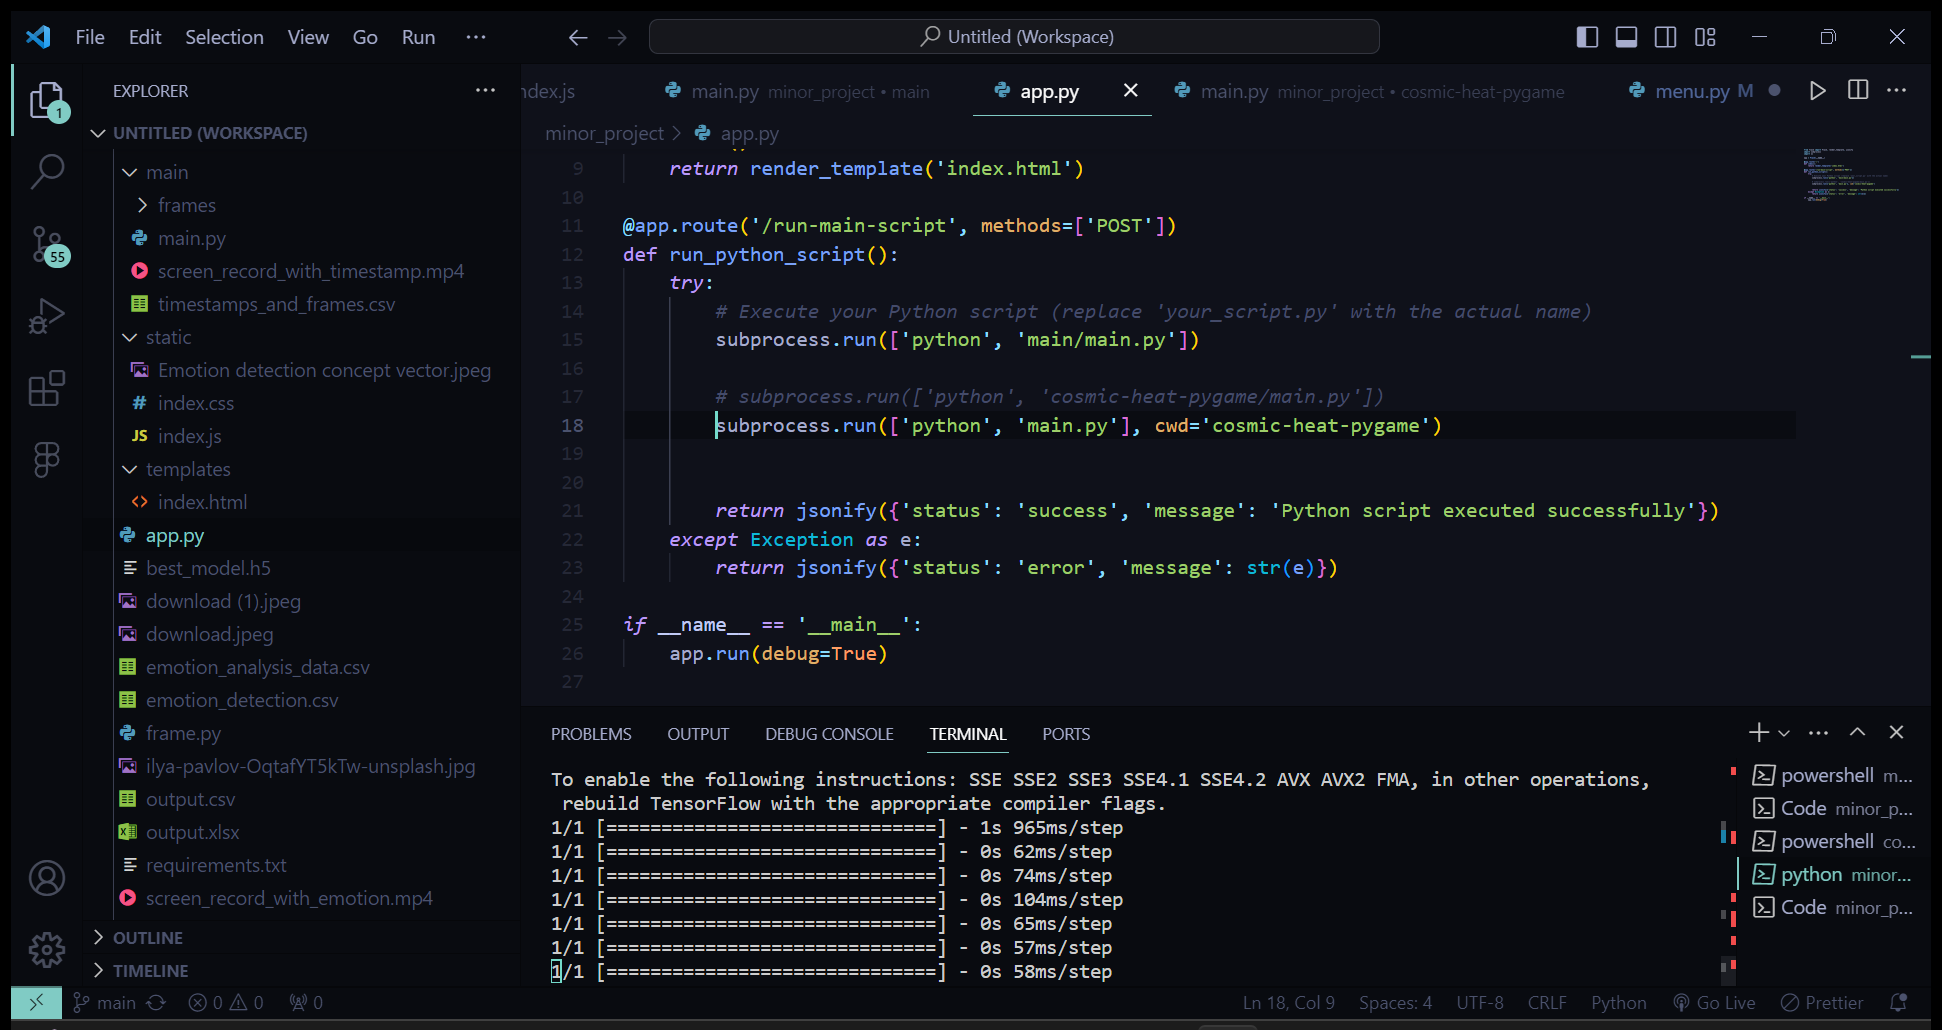 File Edit Selection View Go Run ···
Untitled (Workspace)
EXPLORER
1
UNTITLED (WORKSPACE)
main
frames
main.py
screen_record_with_timestamp.mp4
timestamps_and_frames.csv
static
Emotion detection concept vector.jpeg
# index.css
JS index.js
templates
<> index.html
app.py
best_model.h5
download (1).jpeg
download.jpeg
emotion_analysis_data.csv
emotion_detection.csv
frame.py
ilya-pavlov-OqtafYT5kTw-unsplash.jpg
output.csv
output.xlsx
requirements.txt
screen_record_with_emotion.mp4
OUTLINE
TIMELINE
55
ndex.js
main.py minor_project • main
app.py
main.py minor_project • cosmic-heat-pygame
menu.py M
minor_project > app.py
9 return render_template('index.html')
10
11 @app.route('/run-main-script', methods=['POST'])
12 def run_python_script():
13 try:
14 # Execute your Python script (replace 'your_script.py' with the actual name)
15 subprocess.run(['python', 'main/main.py'])
16
17 # subprocess.run(['python', 'cosmic-heat-pygame/main.py'])
18 subprocess.run(['python', 'main.py'], cwd='cosmic-heat-pygame')
19
20
21 return jsonify({'status': 'success', 'message': 'Python script executed successfully'})
22 except Exception as e:
23 return jsonify({'status': 'error', 'message': str(e)})
24
25 if __name__ == '__main__':
26 app.run(debug=True)
27
PROBLEMS OUTPUT DEBUG CONSOLE TERMINAL PORTS
To enable the following instructions: SSE SSE2 SSE3 SSE4.1 SSE4.2 AVX AVX2 FMA, in other operations,
rebuild TensorFlow with the appropriate compiler flags.
1/1 [==============================] - 1s 965ms/step
1/1 [==============================] - 0s 62ms/step
1/1 [==============================] - 0s 74ms/step
1/1 [==============================] - 0s 104ms/step
1/1 [==============================] - 0s 65ms/step
1/1 [==============================] - 0s 57ms/step
1/1 [==============================] - 0s 58ms/step
powershell m...
Code minor_p...
powershell co...
python minor...
Code minor_p...
main 0 0 0
Ln 18, Col 9 Spaces: 4 UTF-8 CRLF Python Go Live Prettier